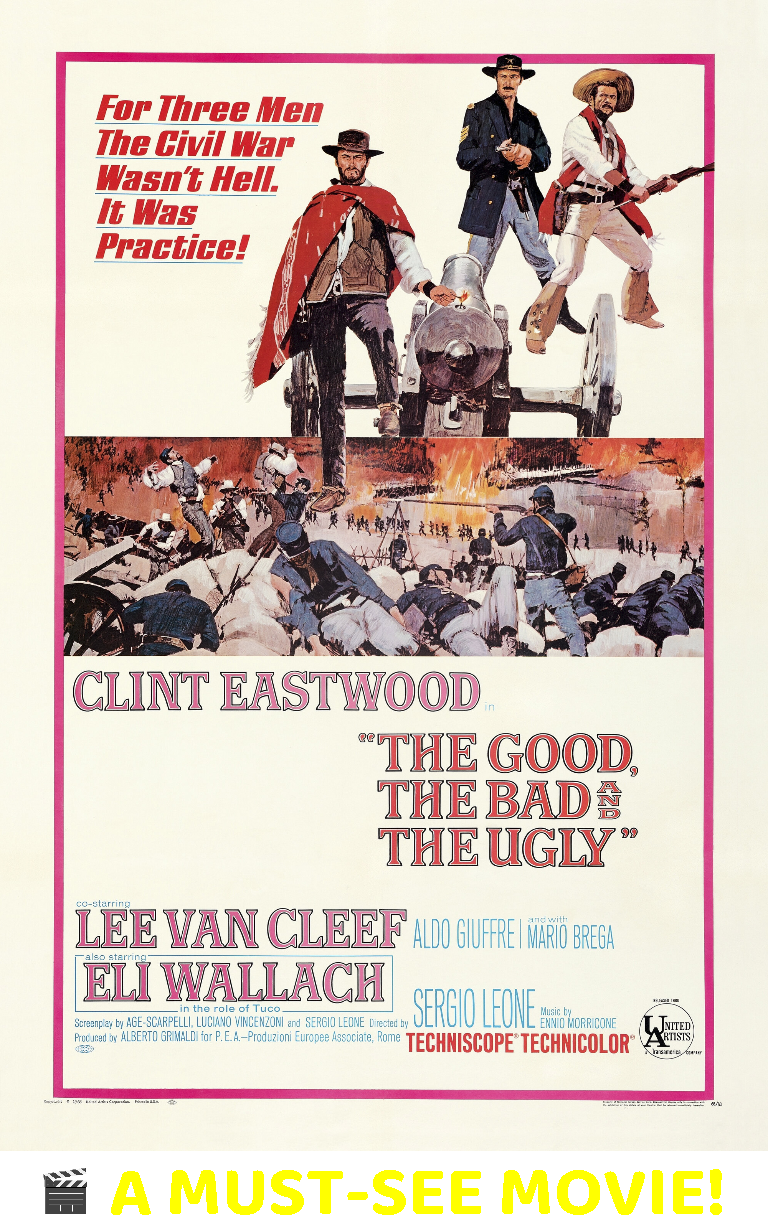 For Three Men
The Civil War
Wasn't Hell.
It Was
Practice!
CLINT EASTWOOD in
"THE GOOD,
THE BAD AND
THE UGLY"
co-starring
LEE VAN CLEEF ALDO GIUFFRE | and with MARIO BREGA
also starring
ELI WALLACH
in the role of Tuco
Screenplay by AGE-SCARPELLI, LUCIANO VINCENZONI and SERGIO LEONE Directed by SERGIO LEONE Music by ENNIO MORRICONE
Produced by ALBERTO GRIMALDI for P.E.A.–Produzioni Europee Associate, Rome TECHNISCOPE® TECHNICOLOR®
UNITED
ARTISTS
A MUST-SEE MOVIE!